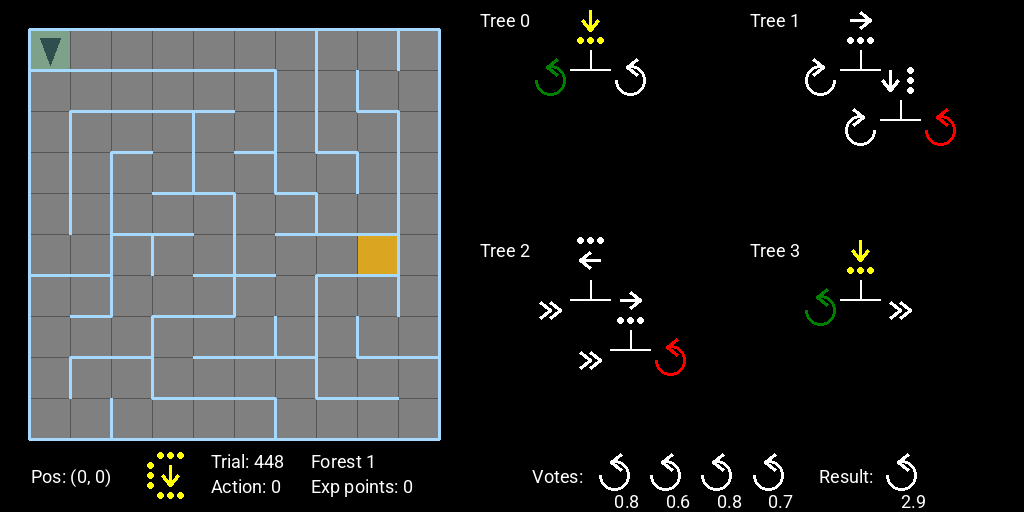 Tree 0
Tree 1
Tree 2
Tree 3
Pos: (0, 0)
Trial: 448
Forest 1
Action: 0
Exp points: 0
Votes:
0.8
0.6
0.8
0.7
Result:
2.9